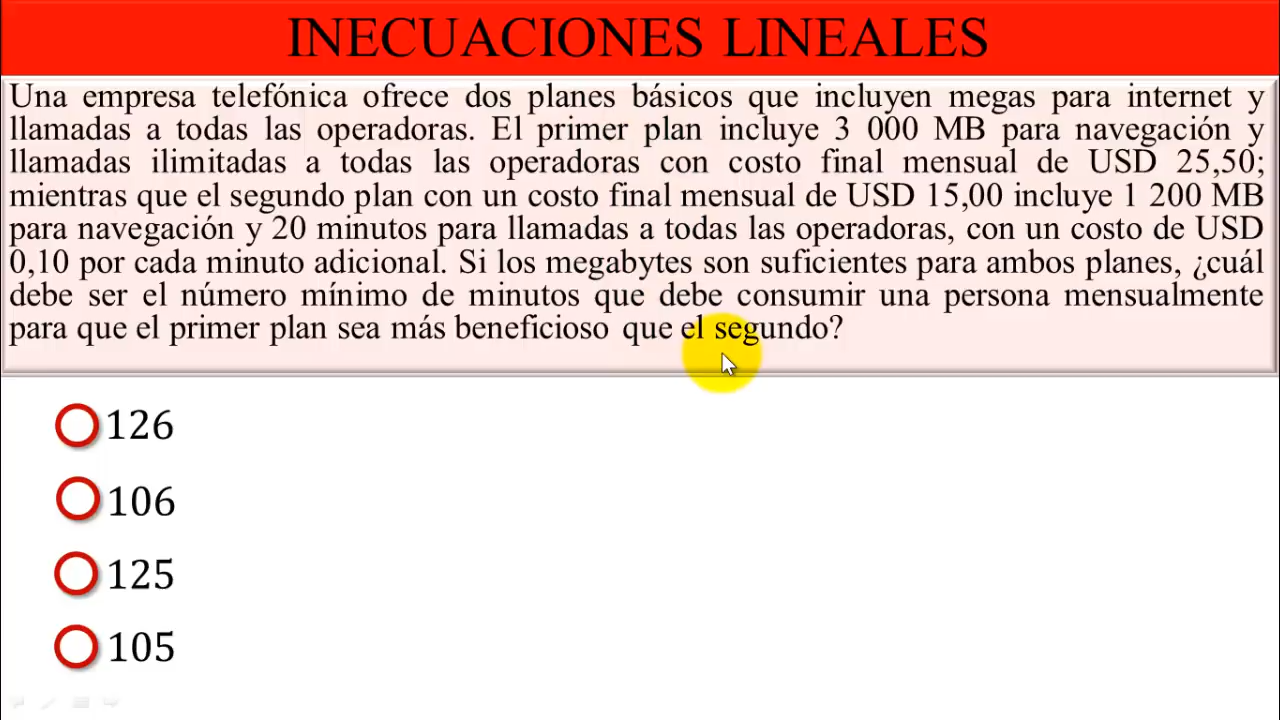 INECUACIONES LINEALES
Una empresa telefónica ofrece dos planes básicos que incluyen megas para internet y
llamadas a todas las operadoras. El primer plan incluye 3 000 MB para navegación y
llamadas ilimitadas a todas las operadoras con costo final mensual de USD 25,50;
mientras que el segundo plan con un costo final mensual de USD 15,00 incluye 1 200 MB
para navegación y 20 minutos para llamadas a todas las operadoras, con un costo de USD
0,10 por cada minuto adicional. Si los megabytes son suficientes para ambos planes, ¿cuál
debe ser el número mínimo de minutos que debe consumir una persona mensualmente
para que el primer plan sea más beneficioso que el segundo?
126
106
125
105